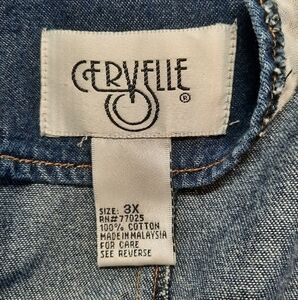 CERVELLE
®
SIZE: 3X
RN# 77025
100% COTTON
MADE IN MALAYSIA
FOR CARE
SEE REVERSE